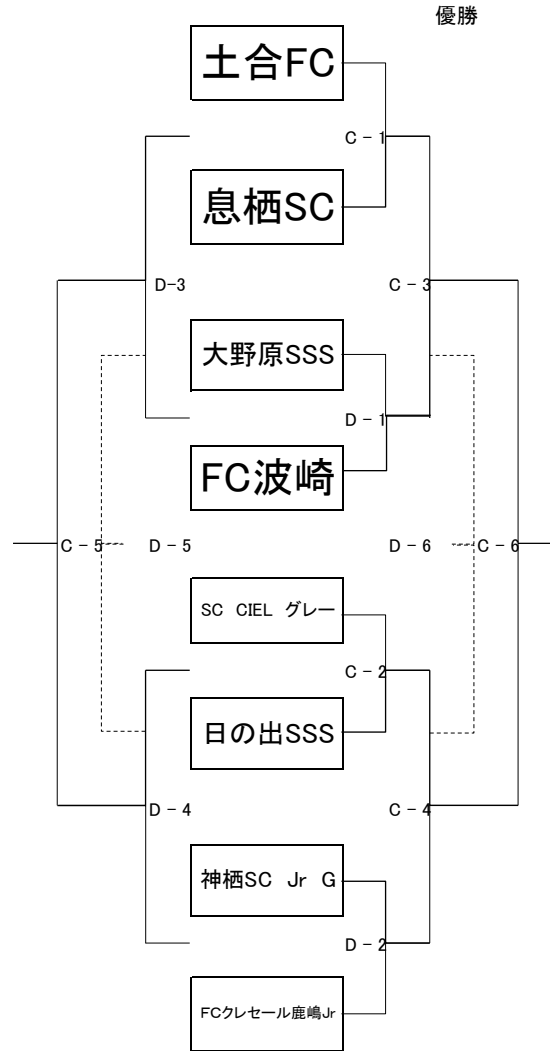 優勝
土合FC
C - 1
息栖SC
D-3
C - 3
大野原SSS
D - 1
FC波崎
C - 5
D - 5
D - 6
C - 6
SC CIEL グレー
C - 2
日の出SSS
D - 4
C - 4
神栖SC Jr G
D - 2
FCクレセール鹿嶋Jr